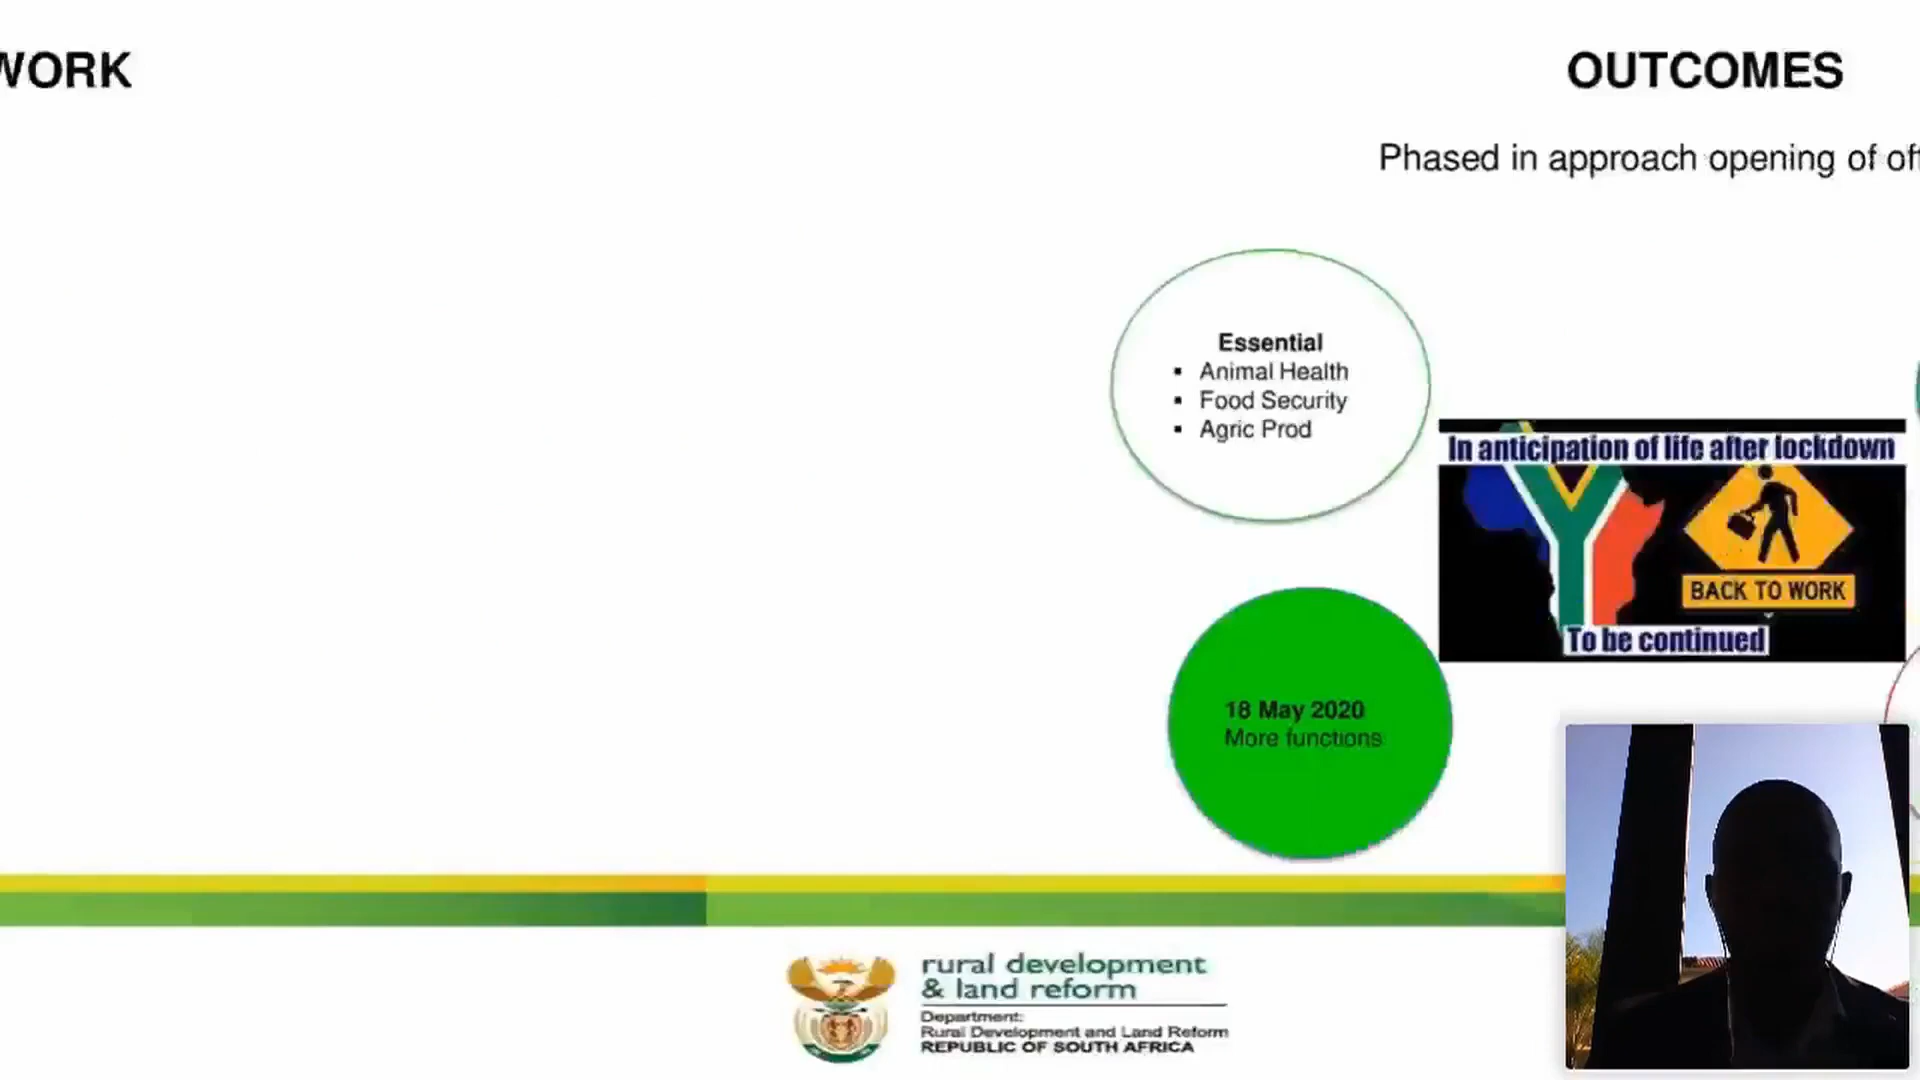 WORK
OUTCOMES
Phased in approach opening of
Essential
▪ Animal Health
▪ Food Security
▪ Agric Prod
In anticipation of life after lockdown
BACK TO WORK
To be continued
18 May 2020
More functions
rural development
& land reform
Department:
Rural Development and Land Reform
REPUBLIC OF SOUTH AFRICA